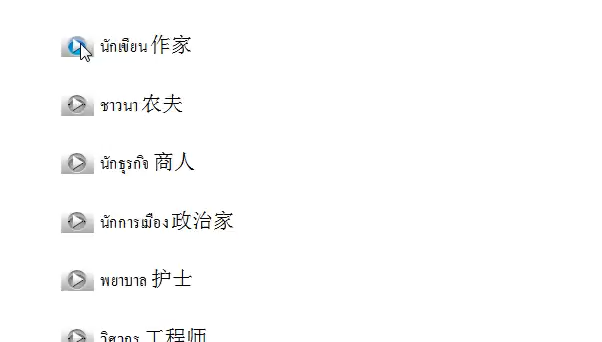 นักเขียน 作家
ชาวนา 农夫
นักธุรกิจ 商人
นักการเมือง 政治家
พยาบาล 护士
วิศวกร 工程师